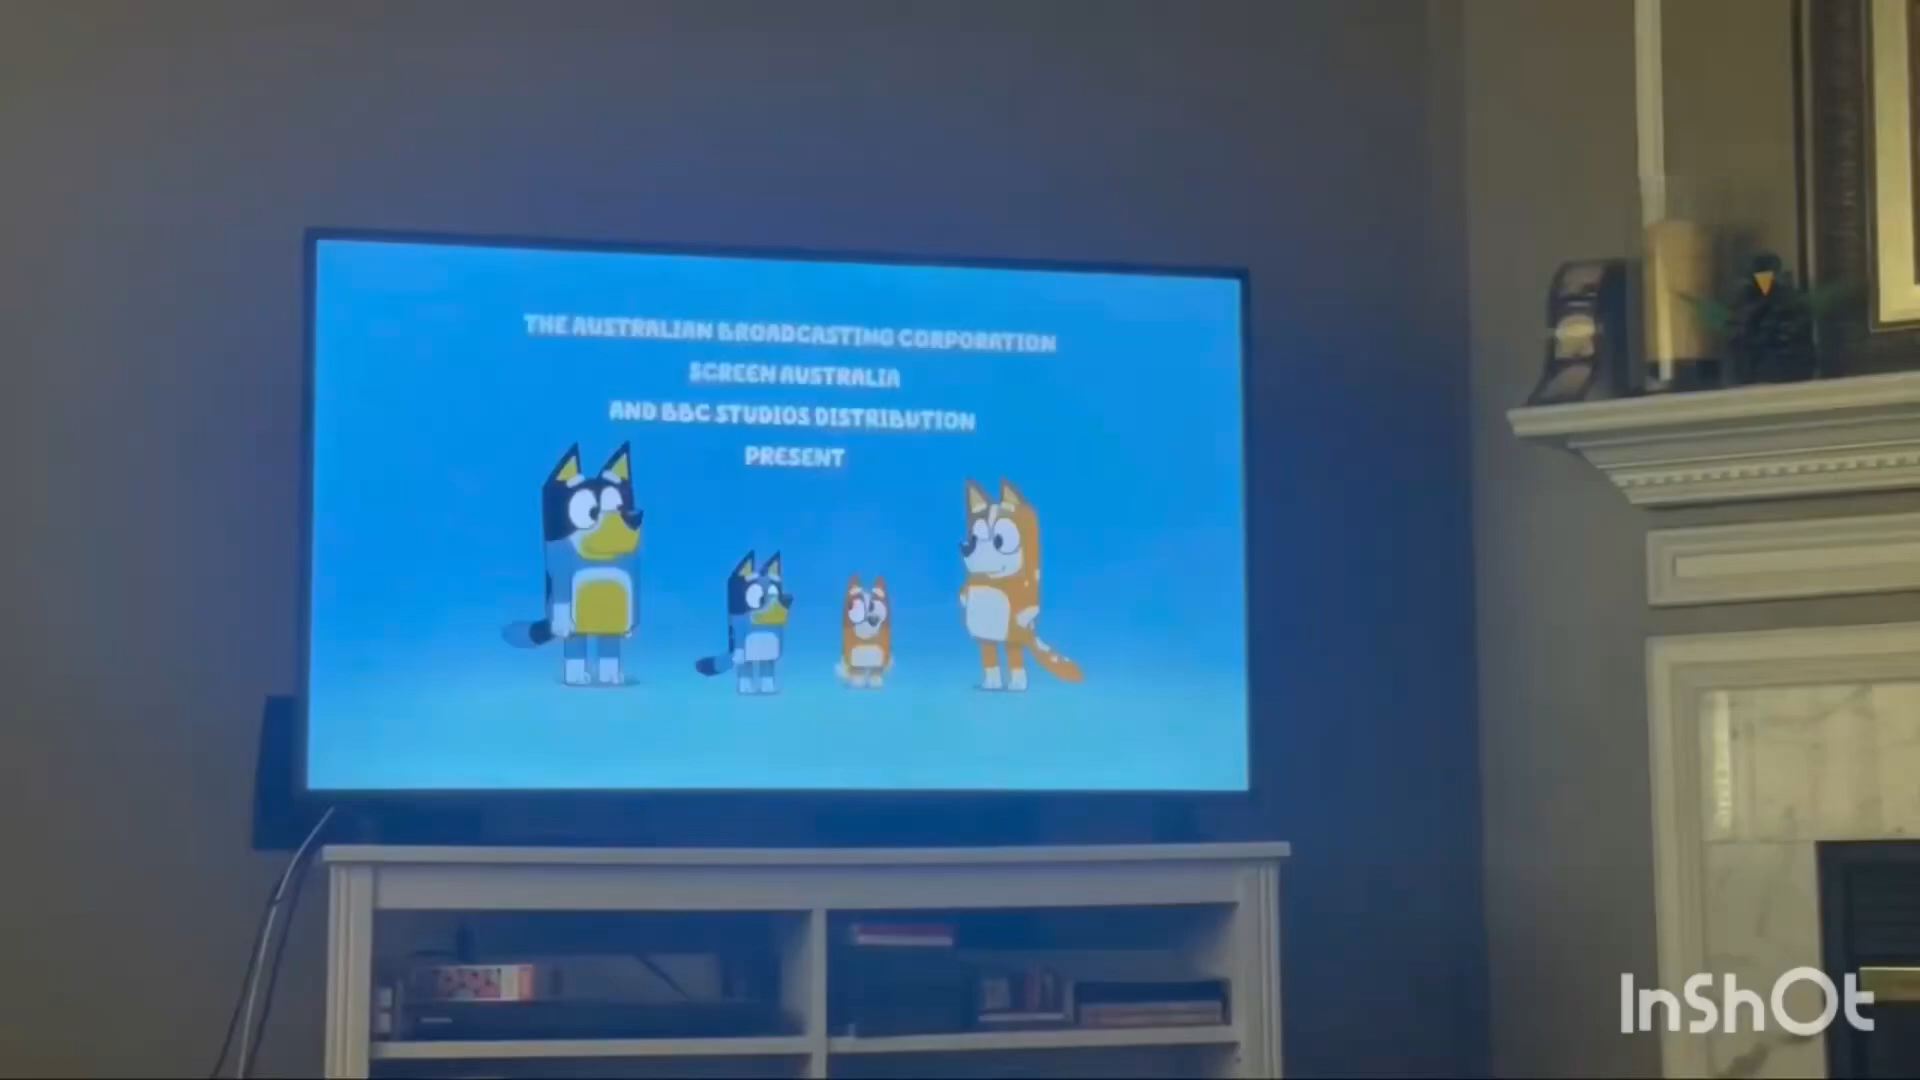 THE AUSTRALIAN BROADCASTING CORPORATION
SCREEN AUSTRALIA
AND BBC STUDIOS DISTRIBUTION
PRESENT
InShOt